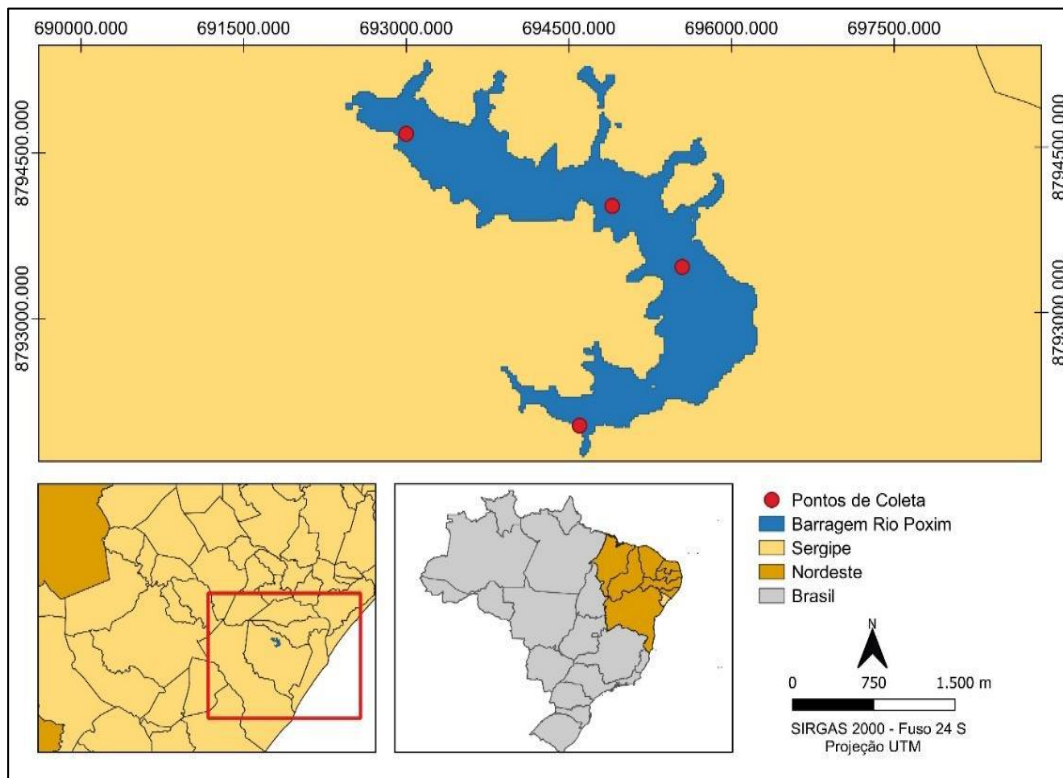 690000.000 691500.000 693000.000 694500.000 696000.000 697500.000
8794500.000 8794500.000
8793000.000 8793000.000
Pontos de Coleta
Barragem Rio Poxim
Sergipe
Nordeste
Brasil
N
0 750 1.500 m
SIRGAS 2000 - Fuso 24 S
Projeção UTM